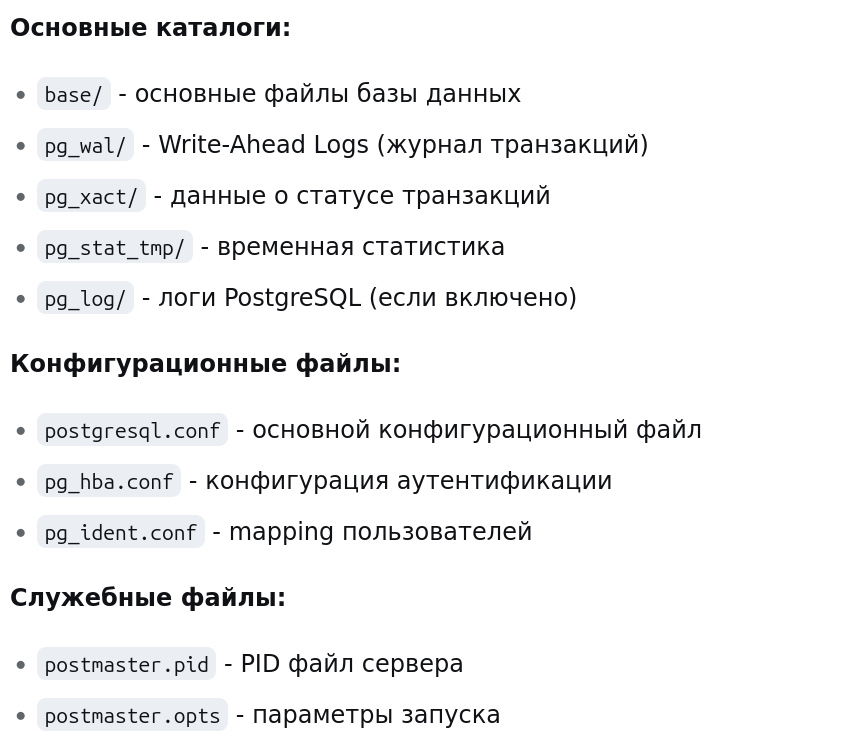 Основные каталоги:
base/ - основные файлы базы данных
pg_wal/ - Write-Ahead Logs (журнал транзакций)
pg_xact/ - данные о статусе транзакций
pg_stat_tmp/ - временная статистика
pg_log/ - логи PostgreSQL (если включено)
Конфигурационные файлы:
postgresql.conf - основной конфигурационный файл
pg_hba.conf - конфигурация аутентификации
pg_ident.conf - mapping пользователей
Служебные файлы:
postmaster.pid - PID файл сервера
postmaster.opts - параметры запуска